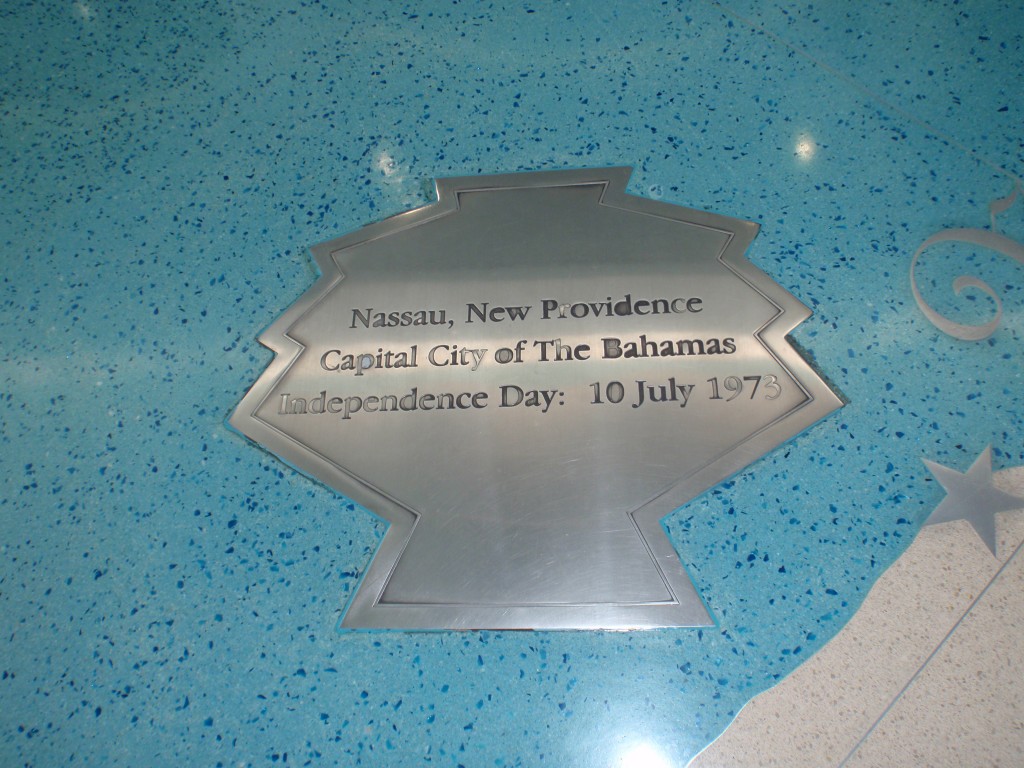 Nassau, New Providence
Capital City of The Bahamas
Independence Day: 10 July 1973